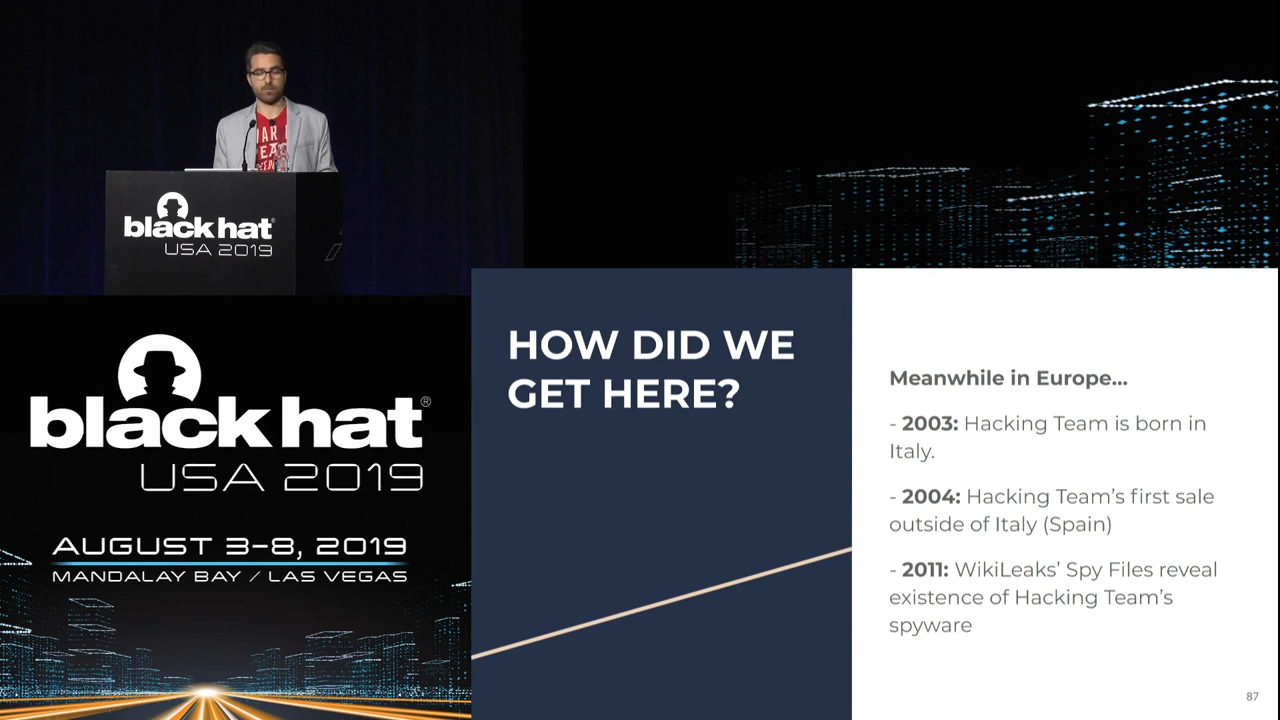 WAR
EA
black hat®
USA 2019
black hat®
USA 2019
AUGUST 3–8, 2019
MANDALAY BAY / LAS VEGAS
HOW DID WE
GET HERE?
Meanwhile in Europe...
- 2003: Hacking Team is born in
Italy.
- 2004: Hacking Team’s first sale
outside of Italy (Spain)
- 2011: WikiLeaks’ Spy Files reveal
existence of Hacking Team’s
spyware
87